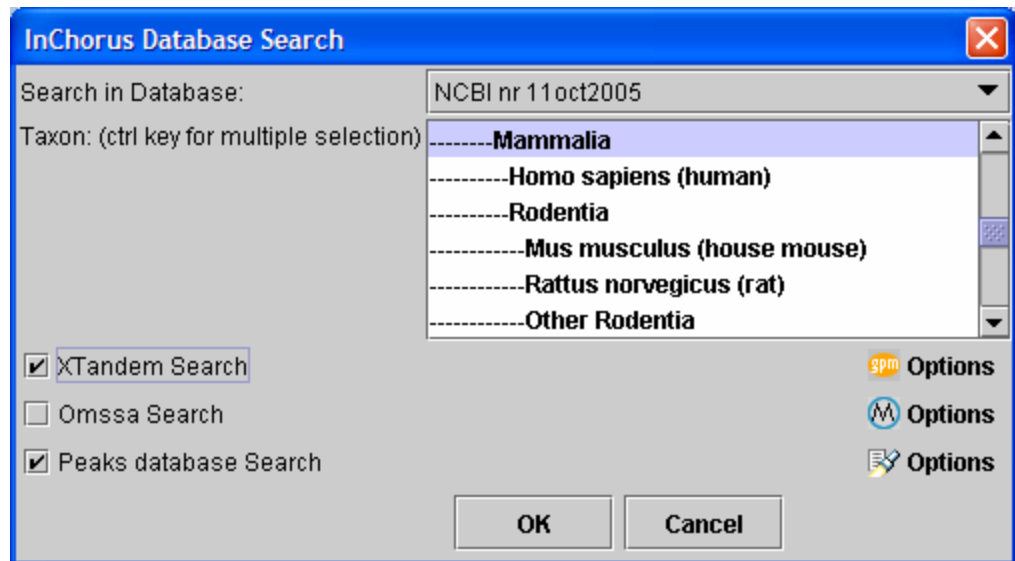 InChorus Database Search
Search in Database: NCBI nr 11oct2005
Taxon: (ctrl key for multiple selection) --------Mammalia
----------Homo sapiens (human)
----------Rodentia
------------Mus musculus (house mouse)
------------Rattus norvegicus (rat)
------------Other Rodentia
XTandem Search gpm Options
Omssa Search Options
Peaks database Search Options
OK Cancel